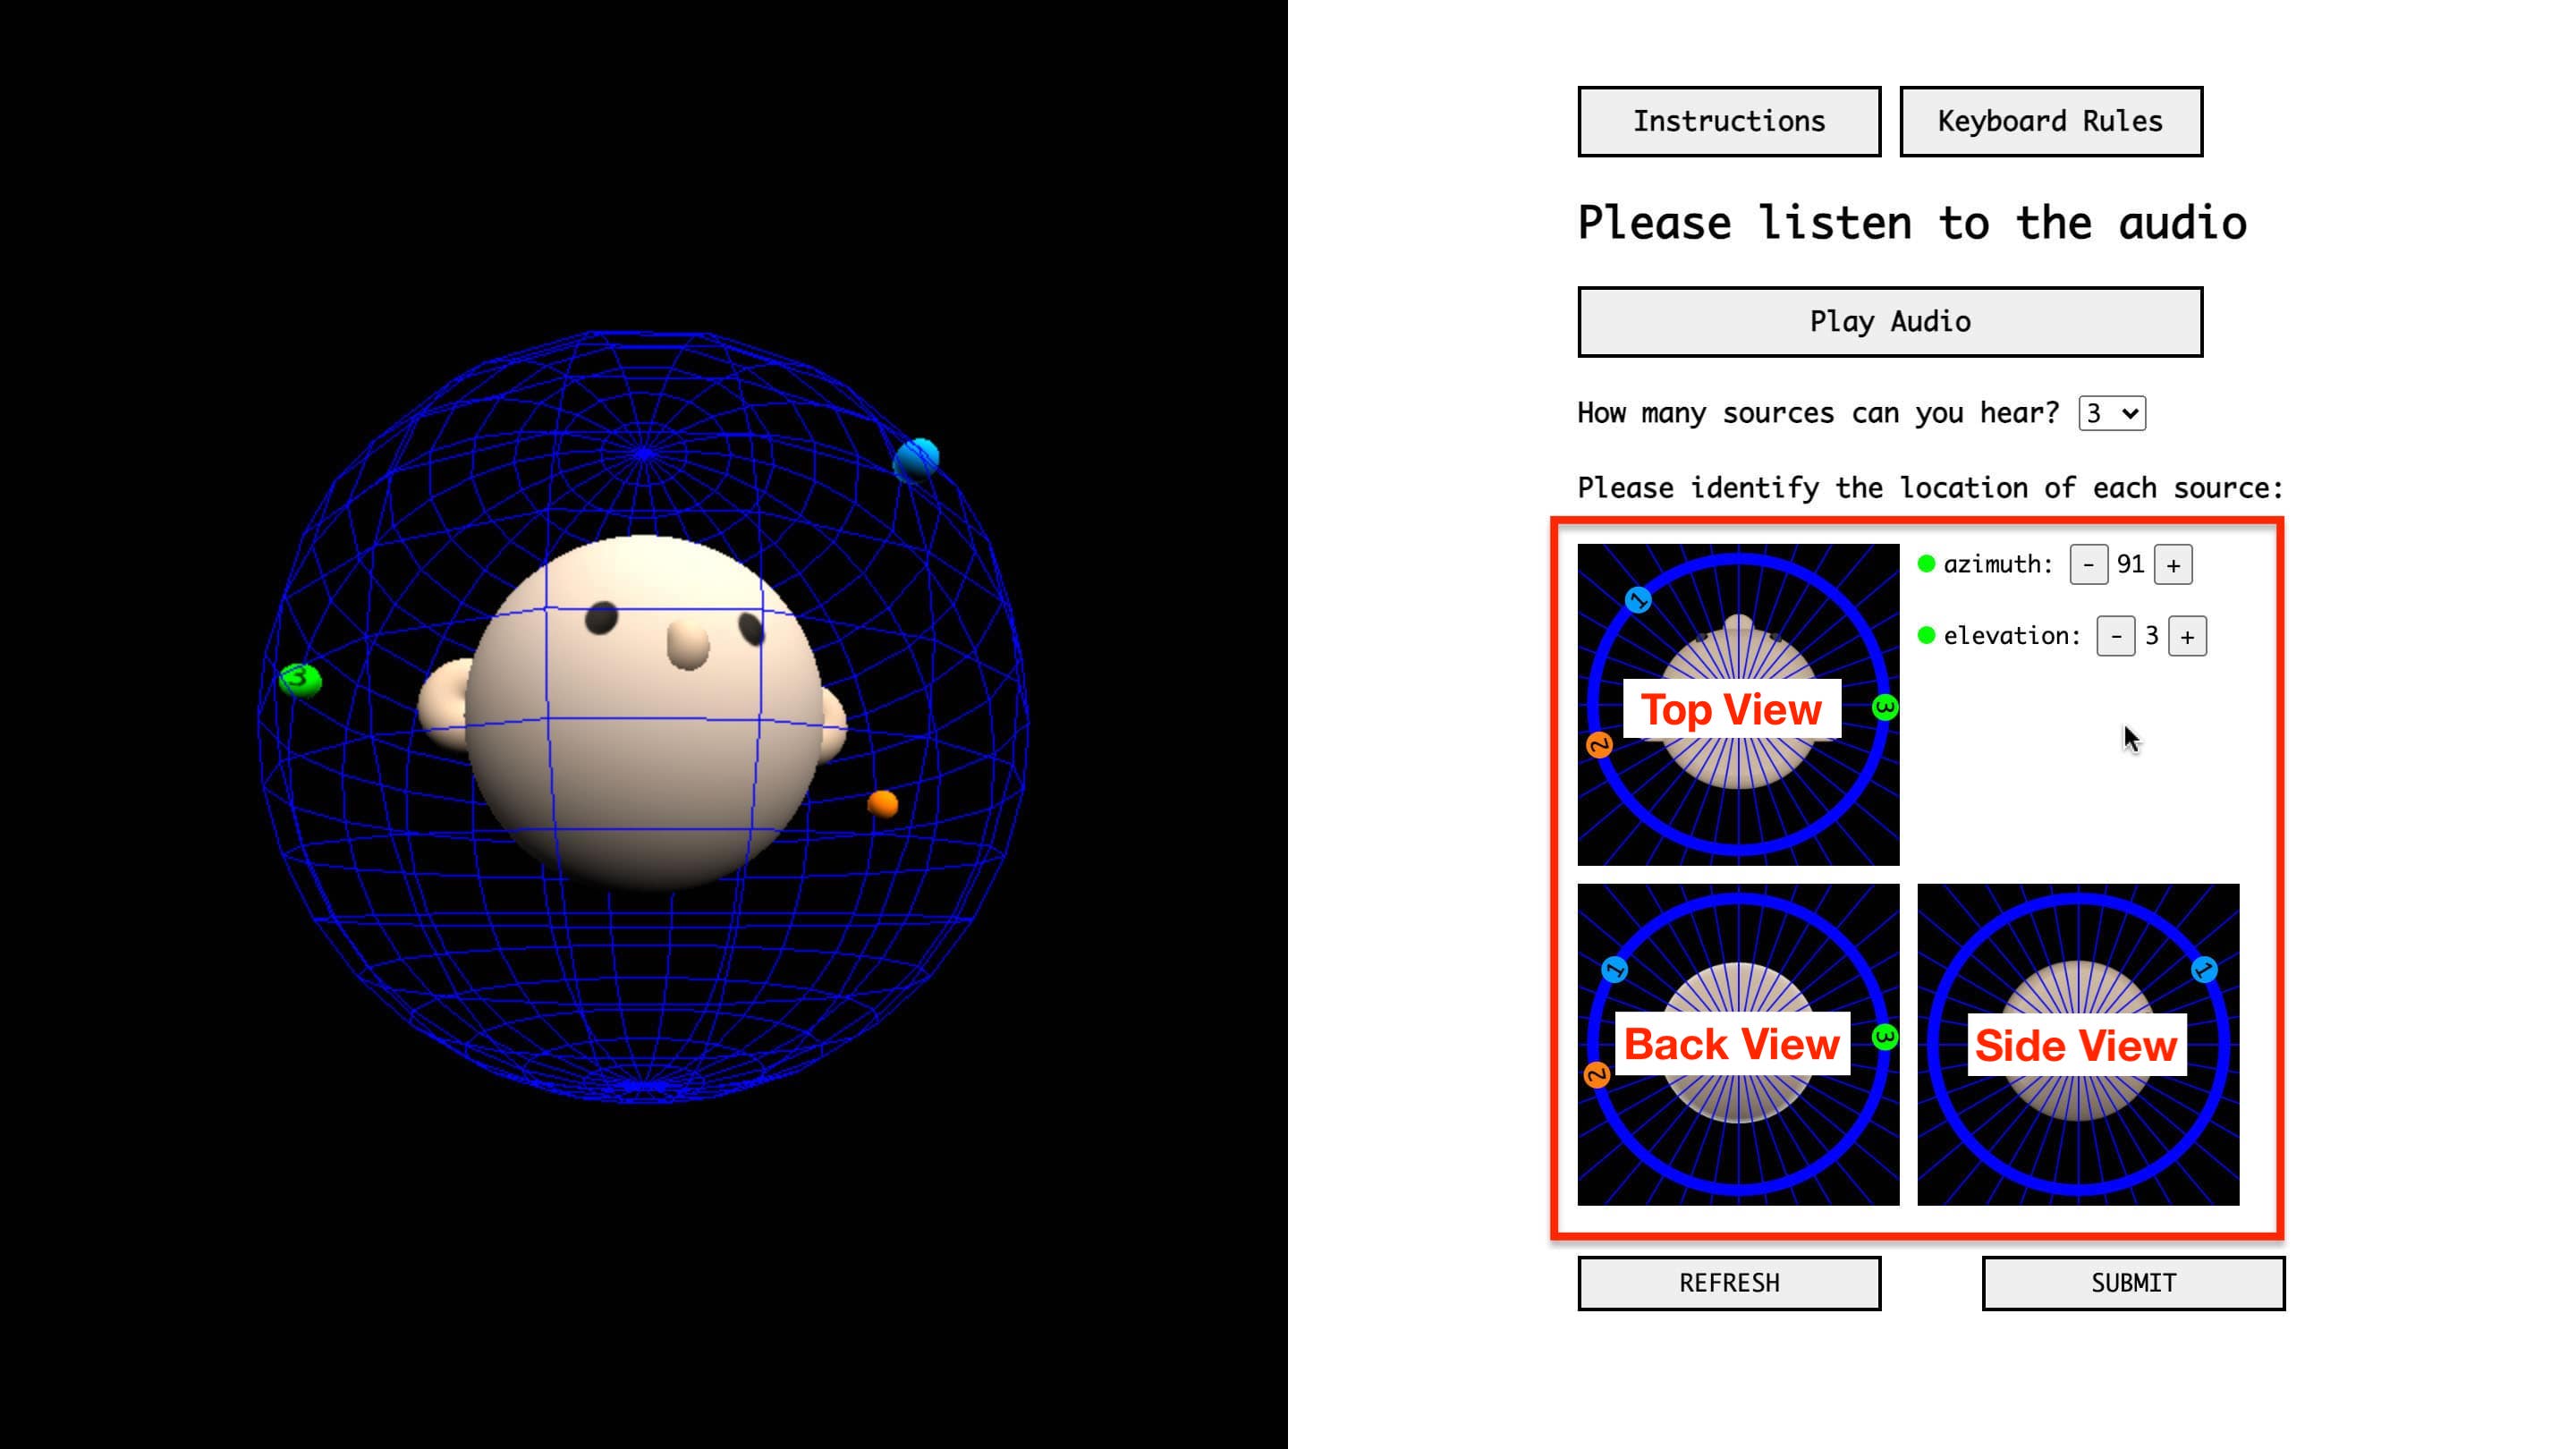 Instructions
Keyboard Rules
Please listen to the audio
Play Audio
How many sources can you hear? 3
Please identify the location of each source:
3
1
Top View
2
3
azimuth: - 91 +
elevation: - 3 +
1
Back View
2
3
1
Side View
REFRESH
SUBMIT